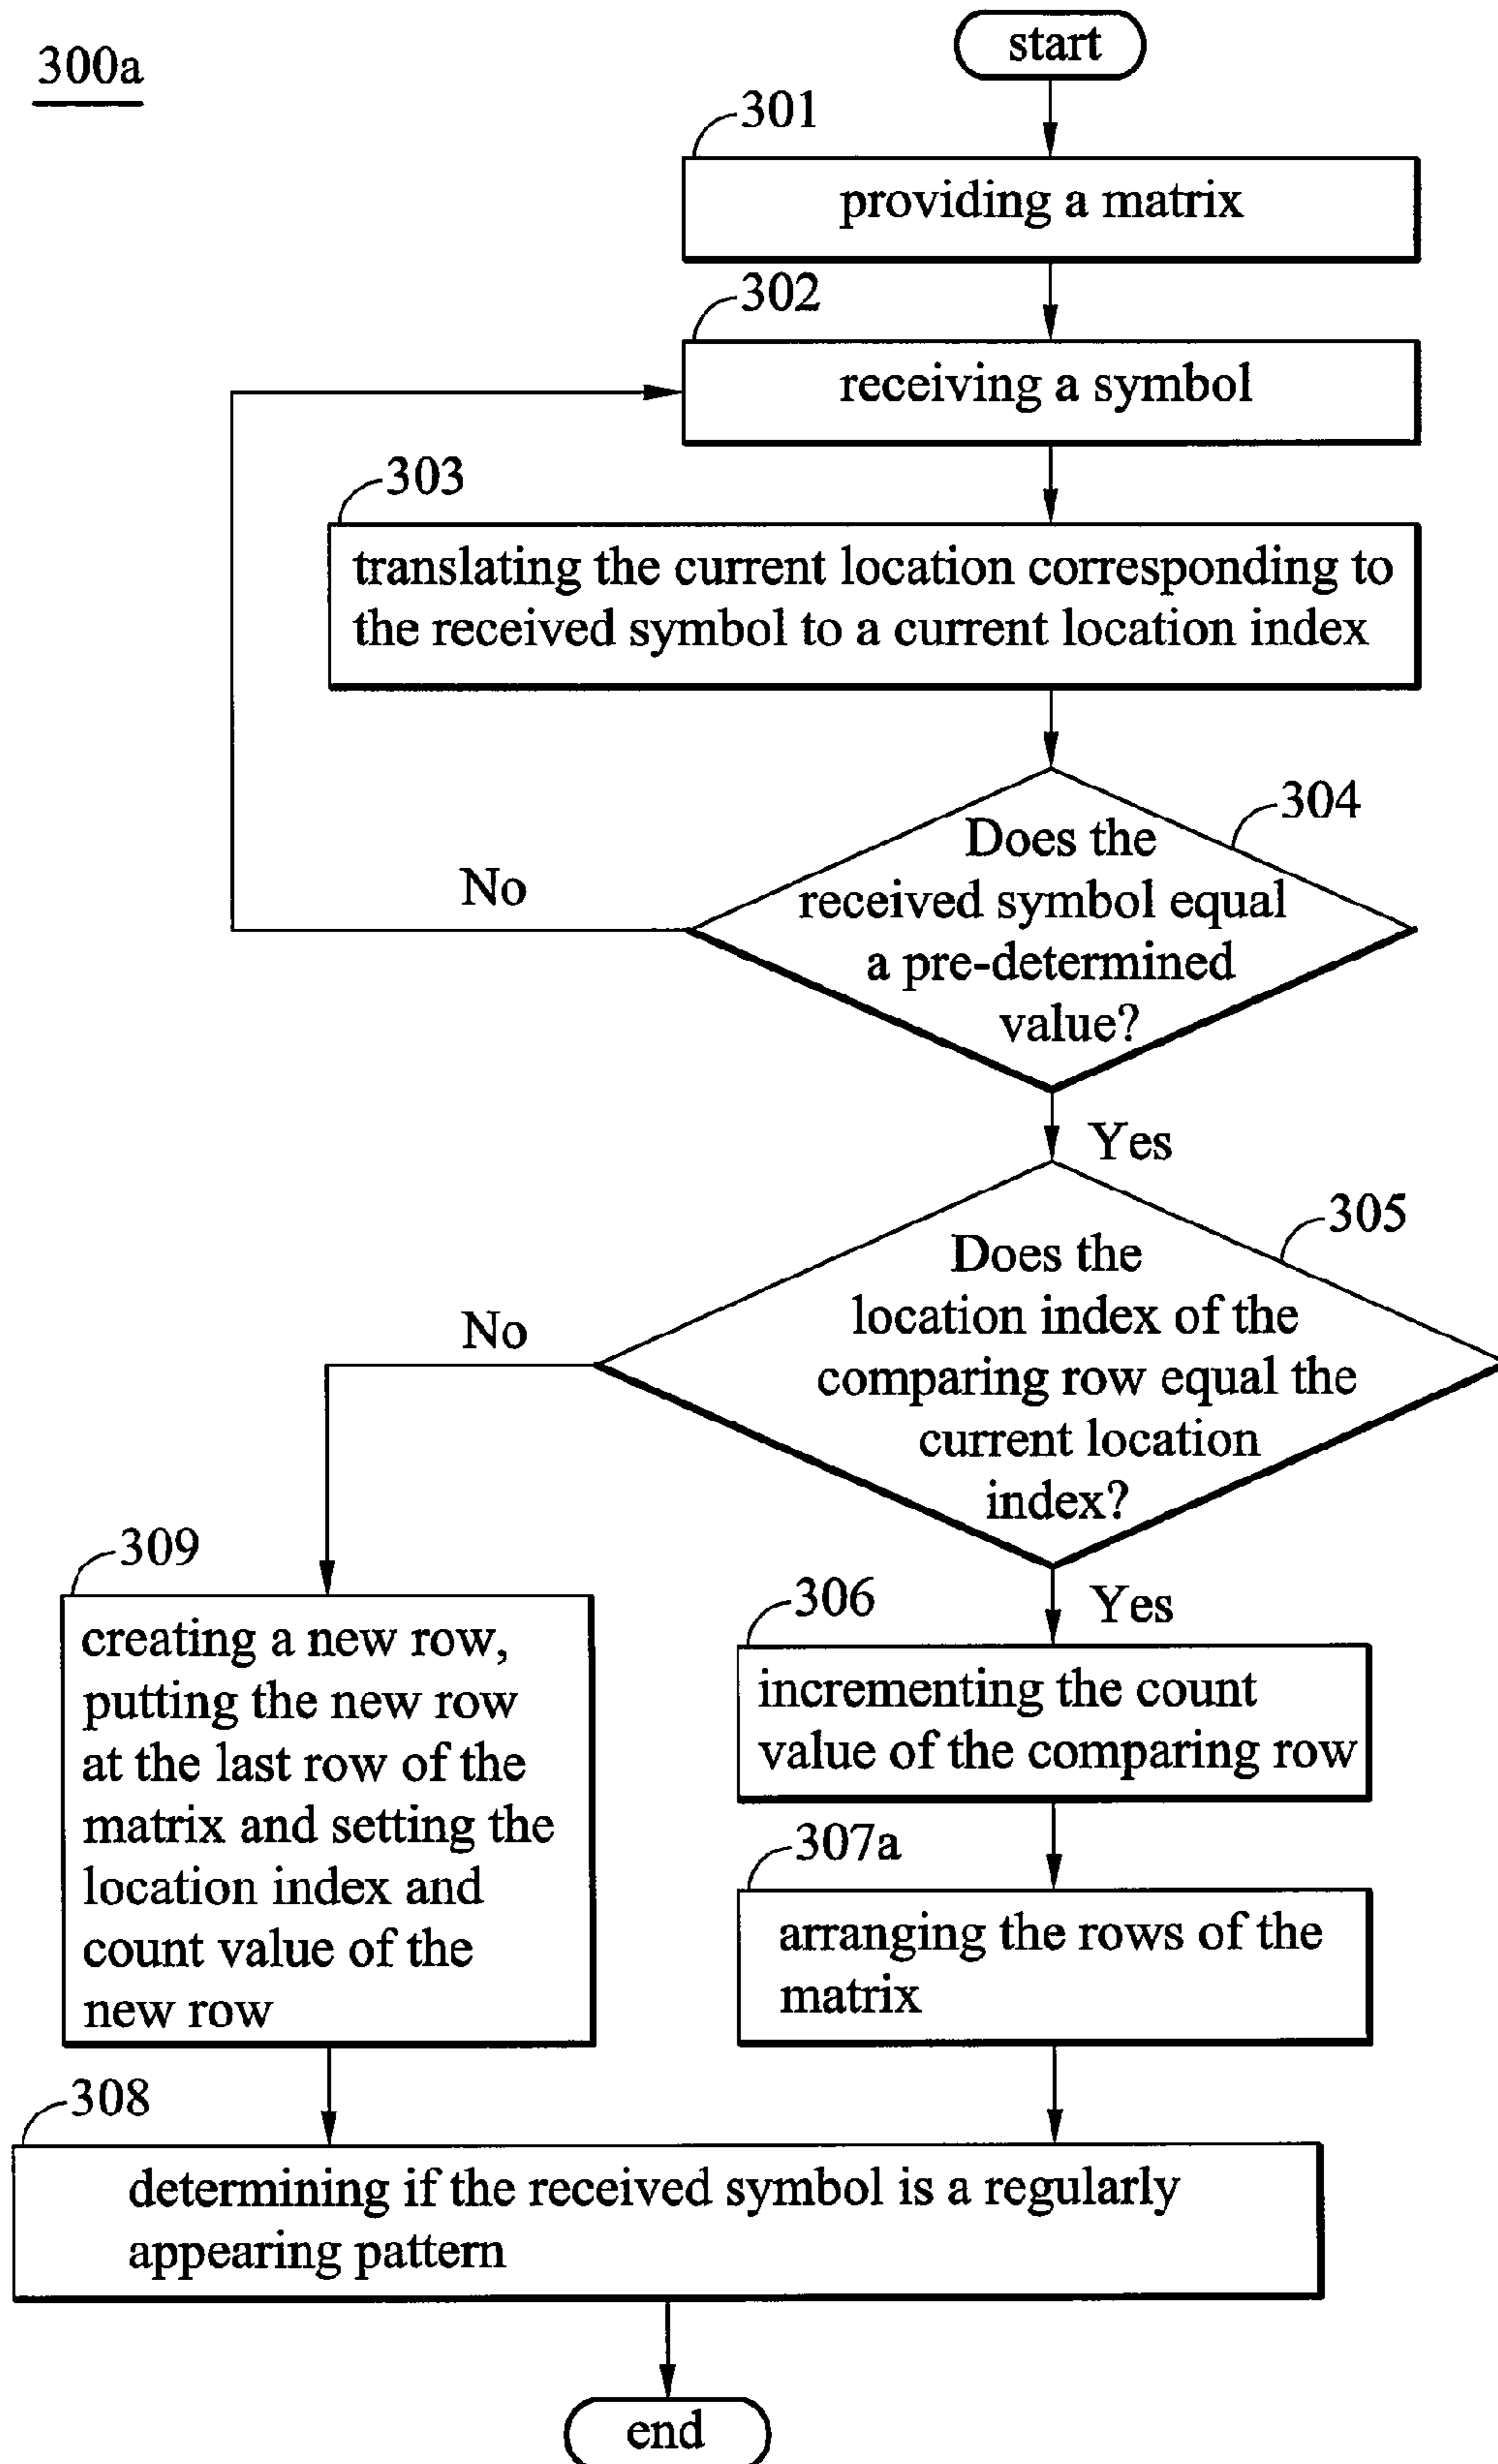 300a
start
301
providing a matrix
302
receiving a symbol
303
translating the current location corresponding to
the received symbol to a current location index
304
Does the
received symbol equal
a pre-determined
value?
No
Yes
305
Does the
location index of the
comparing row equal the
current location
index?
No
Yes
309
creating a new row,
putting the new row
at the last row of the
matrix and setting the
location index and
count value of the
new row
306
incrementing the count
value of the comparing row
307a
arranging the rows of the
matrix
308
determining if the received symbol is a regularly
appearing pattern
end